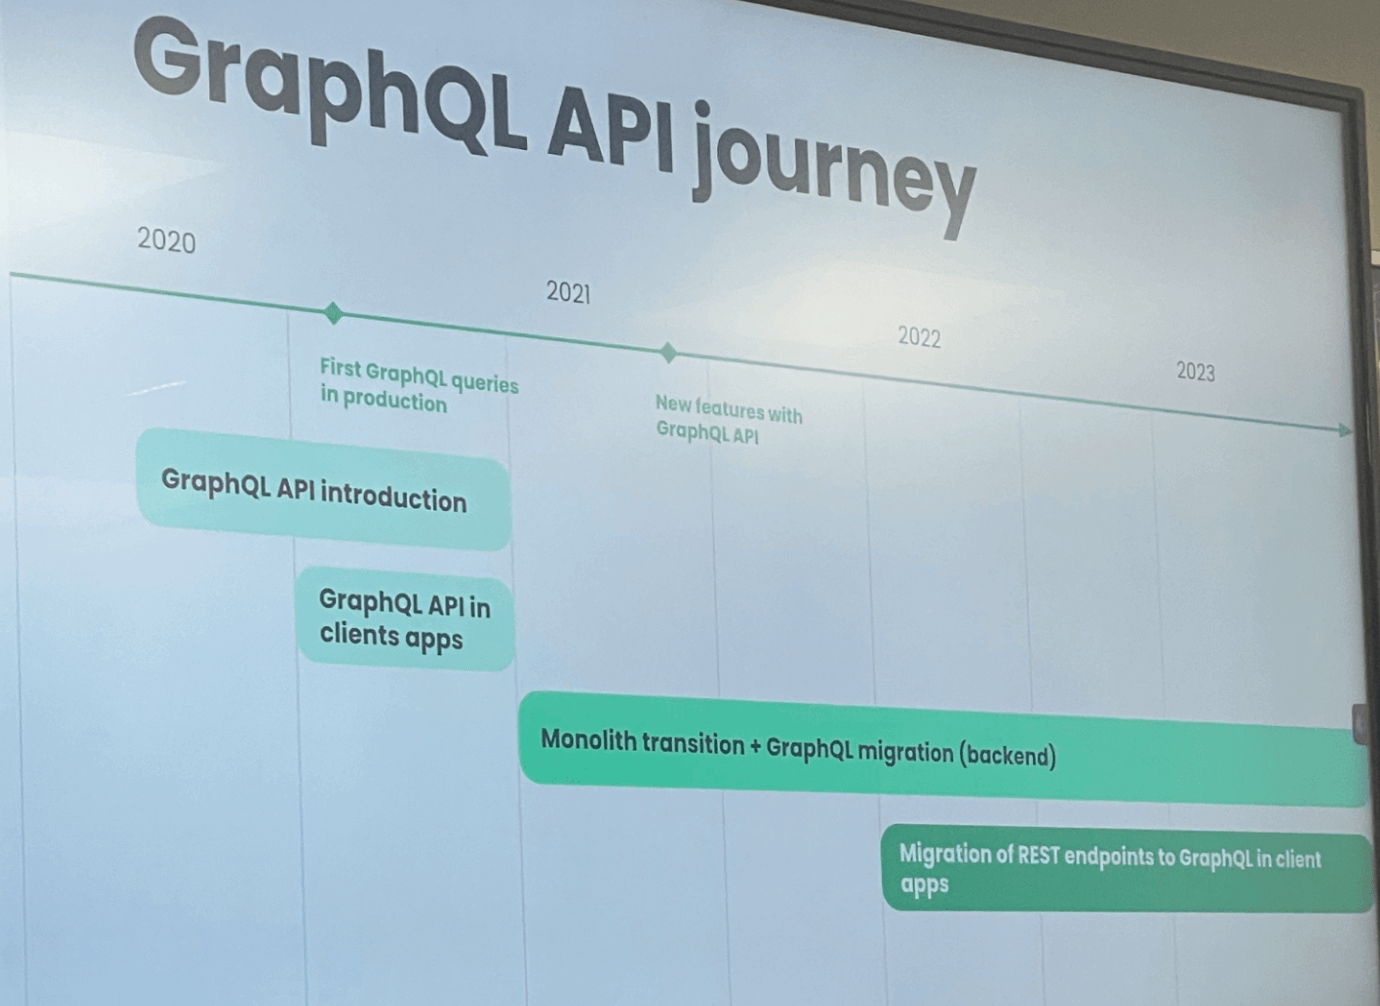 GraphQL API journey
2020
2021
2022
2023
First GraphQL queries
in production
New features with
GraphQL API
GraphQL API introduction
GraphQL API in
clients apps
Monolith transition + GraphQL migration (backend)
Migration of REST endpoints to GraphQL in client
apps